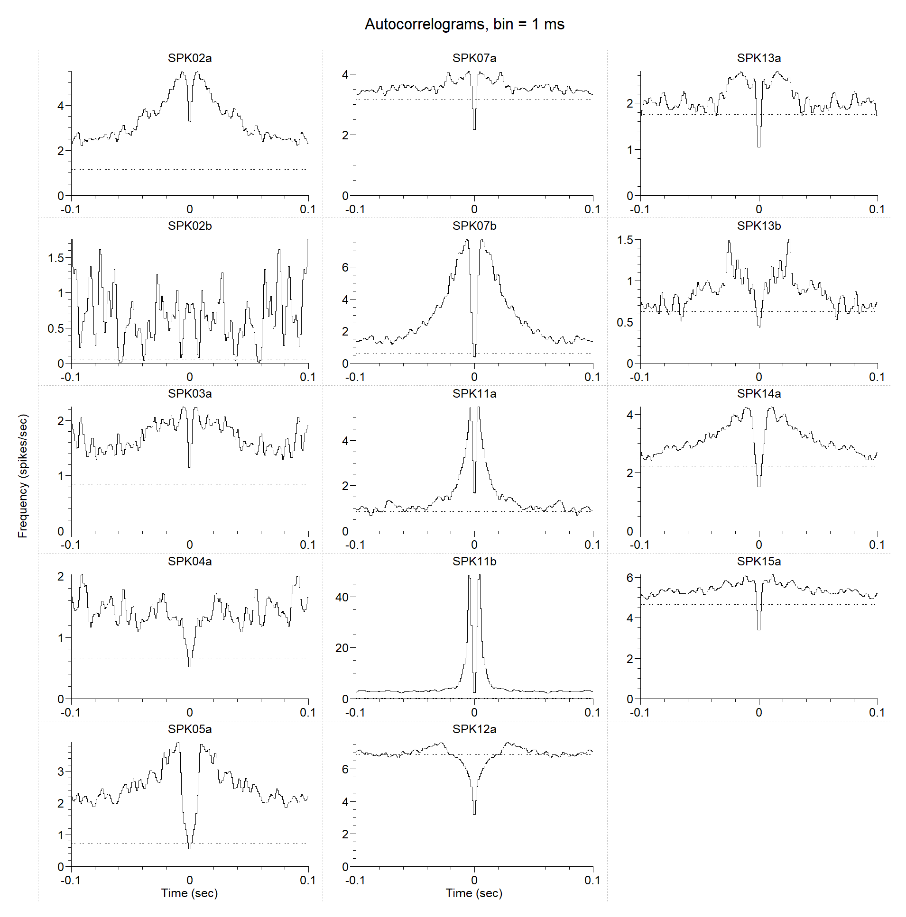 Autocorrelograms, bin = 1 ms
SPK02a SPK07a SPK13a
4 2 0 -0.1 0 0.1
4 2 0 -0.1 0 0.1
2 1 0 -0.1 0 0.1
SPK02b SPK07b SPK13b
1.5 1 0.5 0 -0.1 0 0.1
6 4 2 0 -0.1 0 0.1
1.5 1 0.5 0 -0.1 0 0.1
SPK03a SPK11a SPK14a
2 1 0 -0.1 0 0.1
4 2 0 -0.1 0 0.1
4 2 0 -0.1 0 0.1
Frequency (spikes/sec)
SPK04a SPK11b SPK15a
2 1 0 -0.1 0 0.1
40 20 0 -0.1 0 0.1
6 4 2 0 -0.1 0 0.1
SPK05a SPK12a
3 2 1 0 -0.1 0 0.1
6 4 2 0 -0.1 0 0.1
Time (sec) Time (sec)